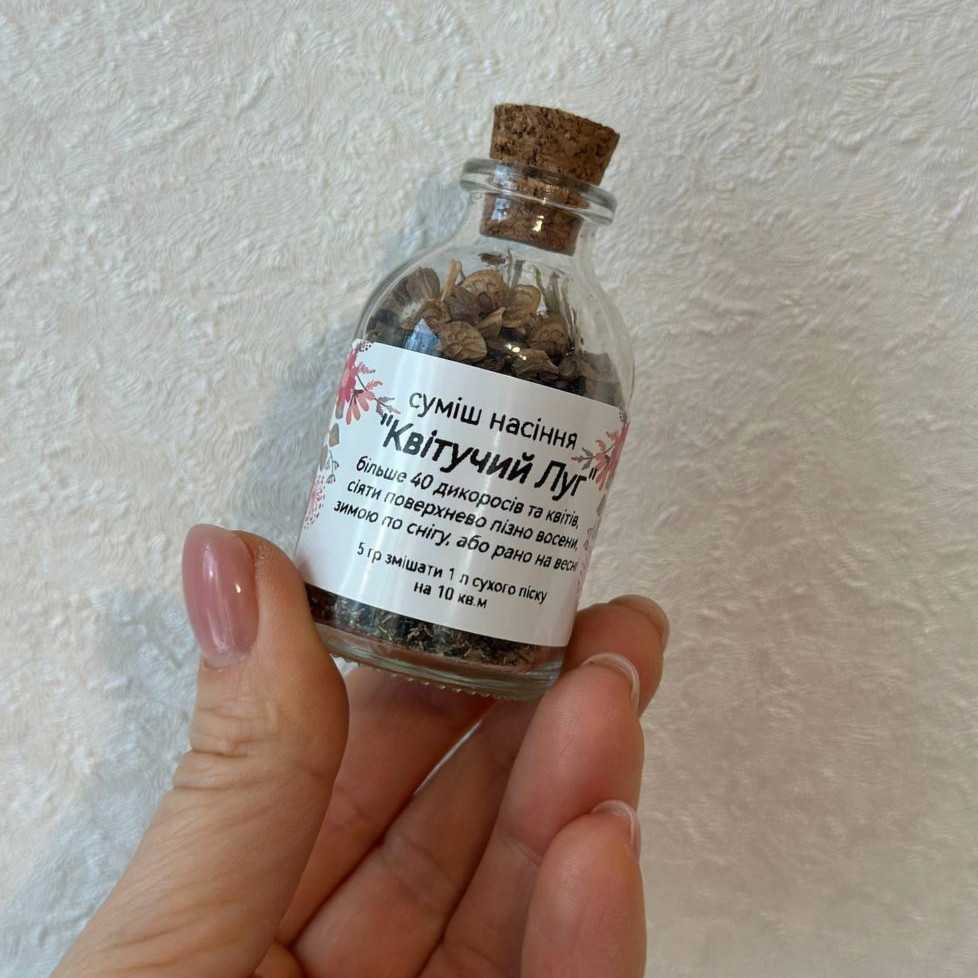 суміш насіння
"Квітучий Луг"
більше 40 дикоросів та квітів,
сіяти поверхнево пізно восени,
зимою по снігу, або рано на весні
5 гр змішати 1 л сухого піску
на 10 кв.м